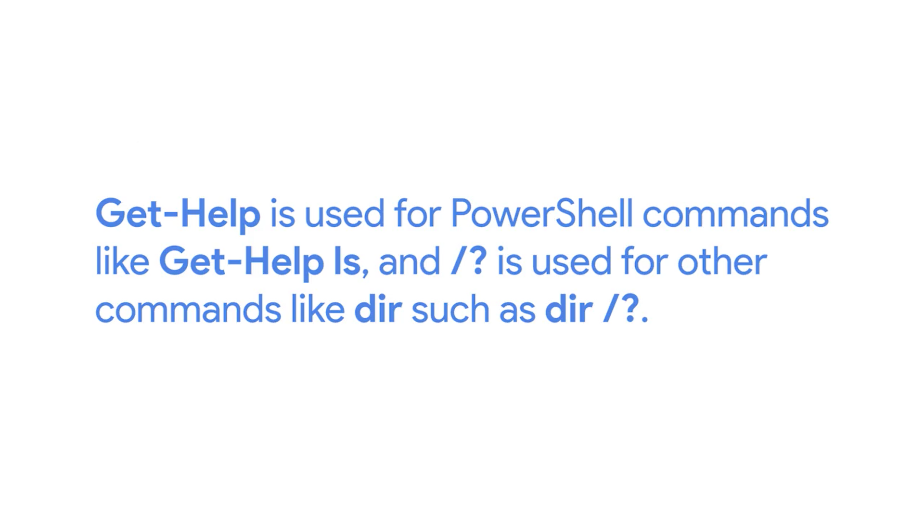 Get-Help is used for PowerShell commands
like Get-Help ls, and /? is used for other
commands like dir such as dir /?.